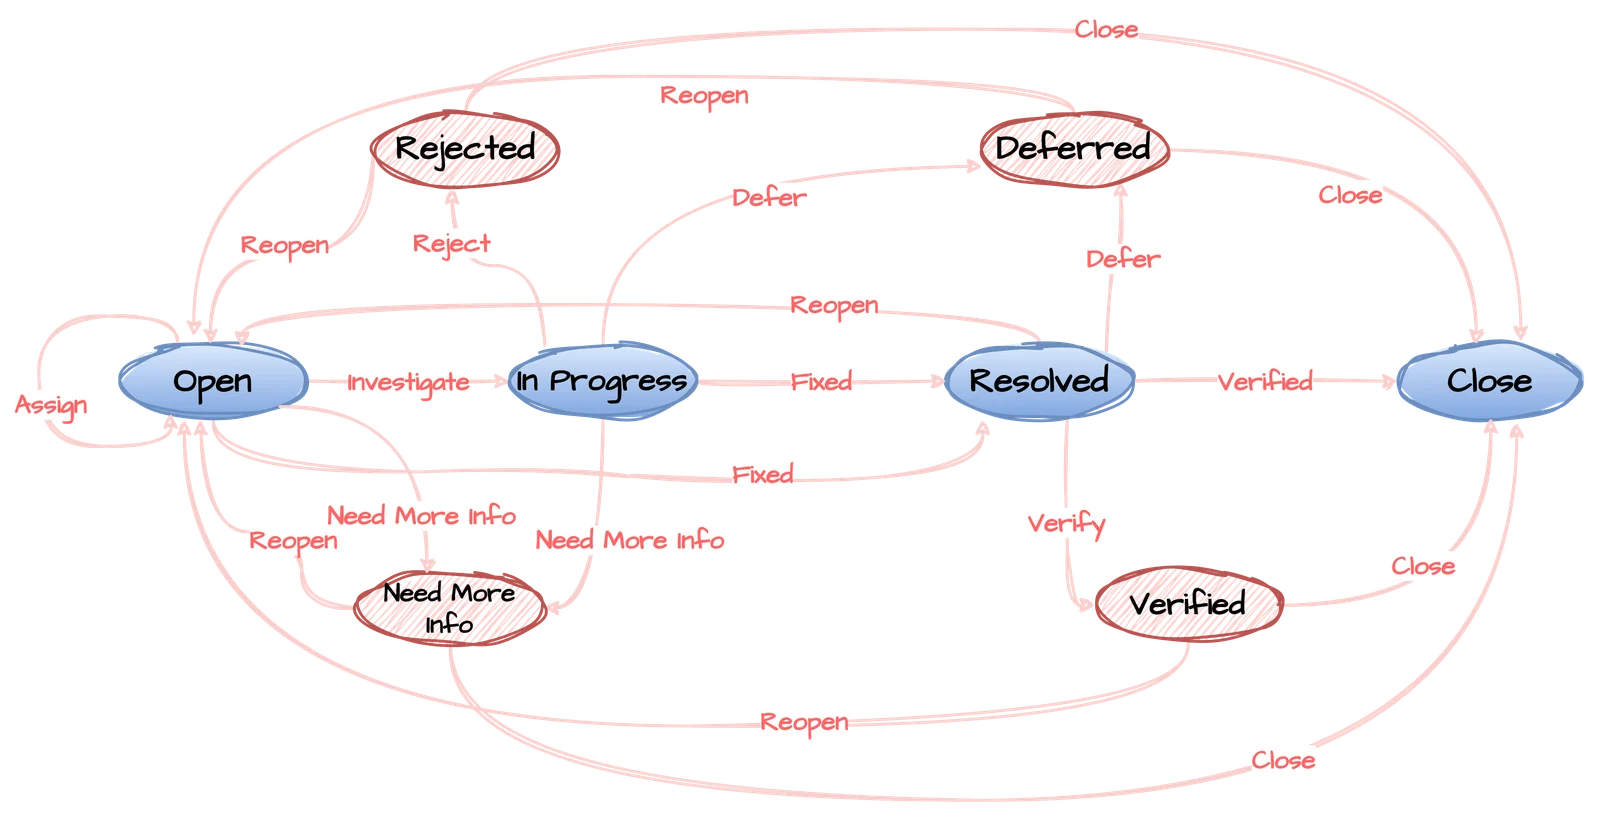 Close
Reopen
Rejected
Deferred
Defer
Close
Reopen
Reject
Defer
Reopen
Open
Investigate
In Progress
Fixed
Resolved
Verified
Close
Assign
Fixed
Need More Info
Verify
Reopen
Need More Info
Close
Need More
Info
Verified
Reopen
Close